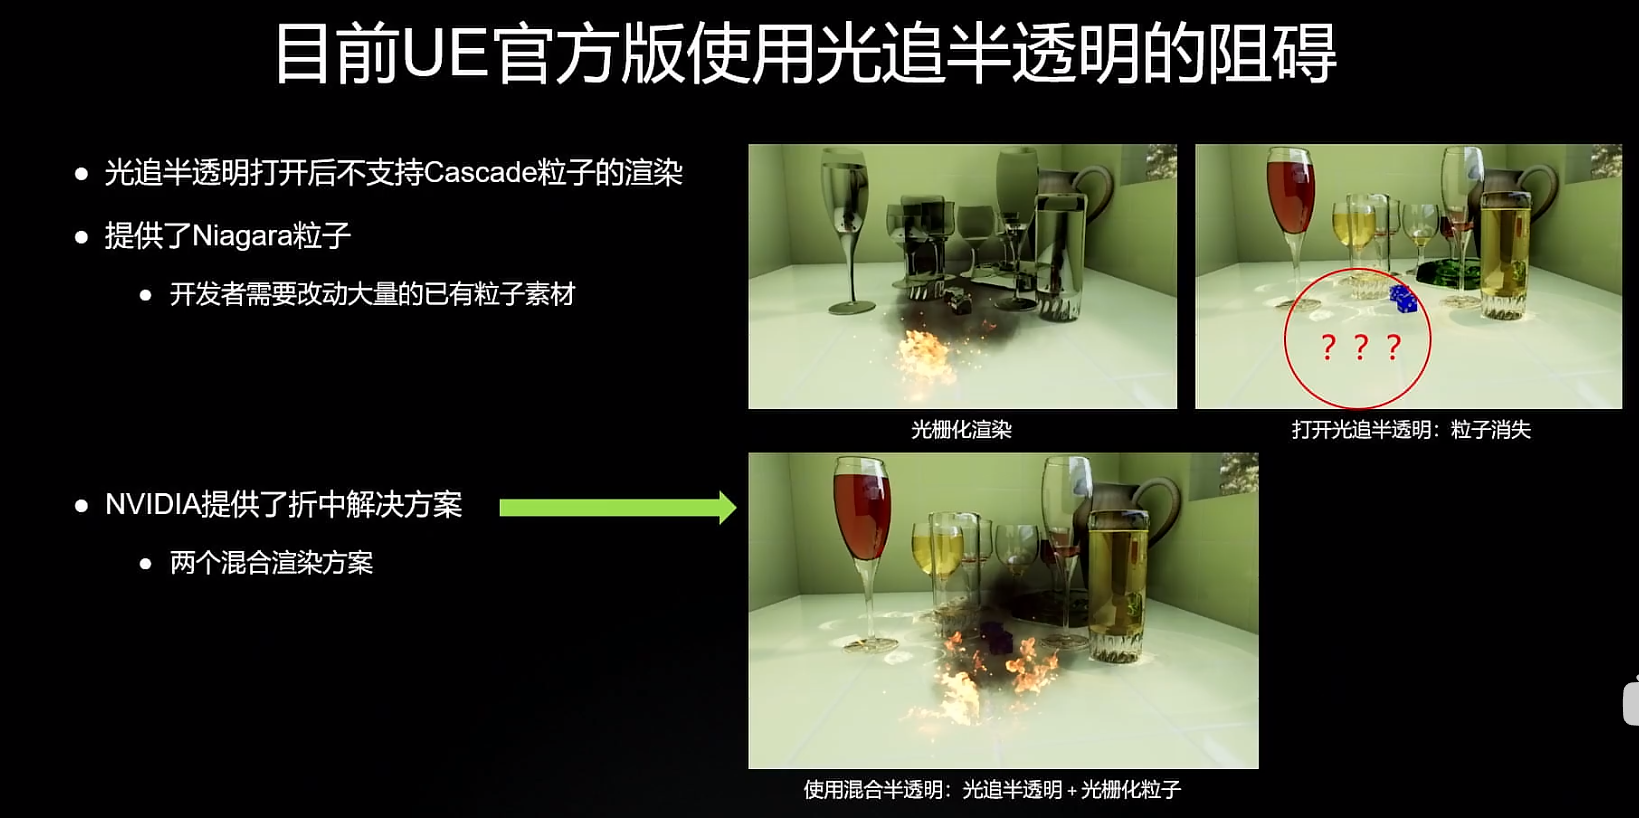 目前UE官方版使用光追半透明的阻碍
● 光追半透明打开后不支持Cascade粒子的渲染
● 提供了Niagara粒子
● 开发者需要改动大量的已有粒子素材
光栅化渲染
？？？
打开光追半透明：粒子消失
● NVIDIA提供了折中解决方案
● 两个混合渲染方案
使用混合半透明：光追半透明 + 光栅化粒子